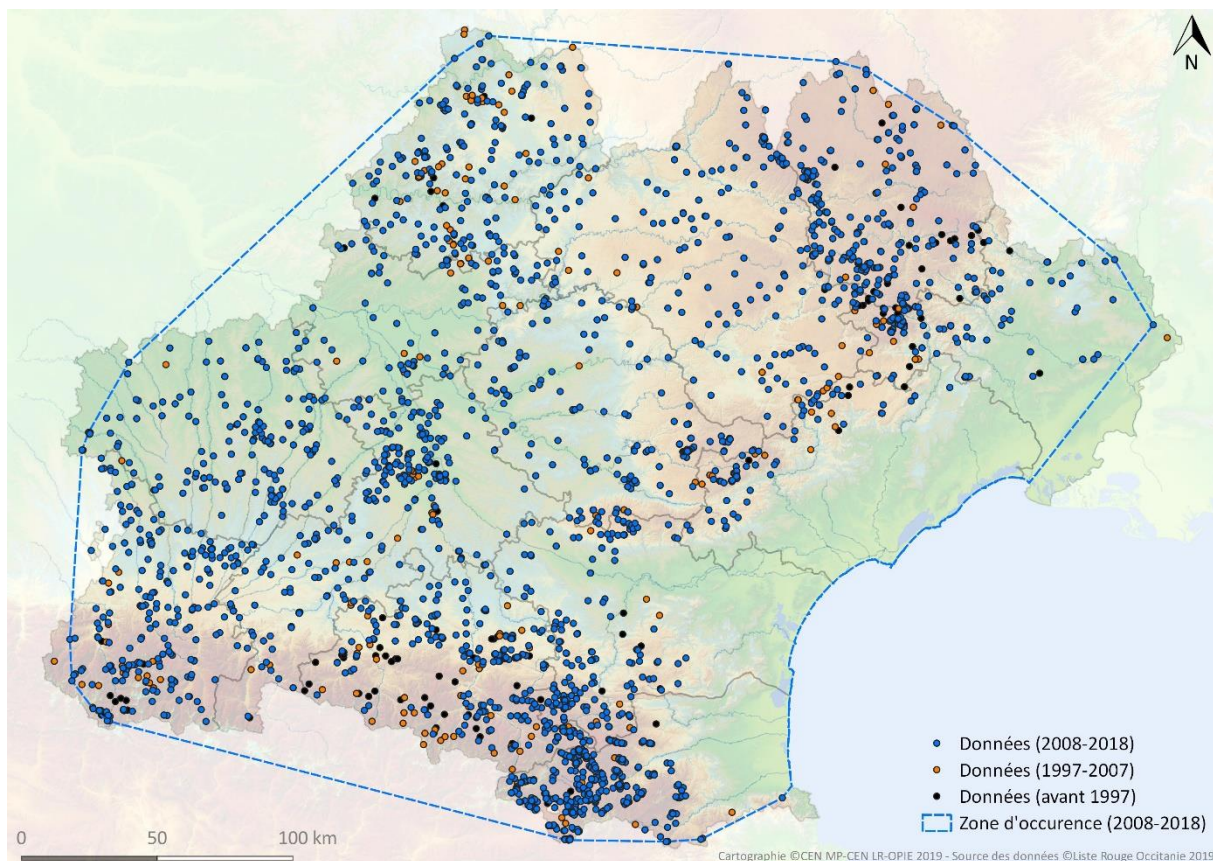 N
Données (2008-2018)
Données (1997-2007)
Données (avant 1997)
Zone d'occurence (2008-2018)
0 50 100 km
Cartographie ©CEN MP-CEN LR-OPIE 2019 - Source des données ©Liste Rouge Occitanie 2019